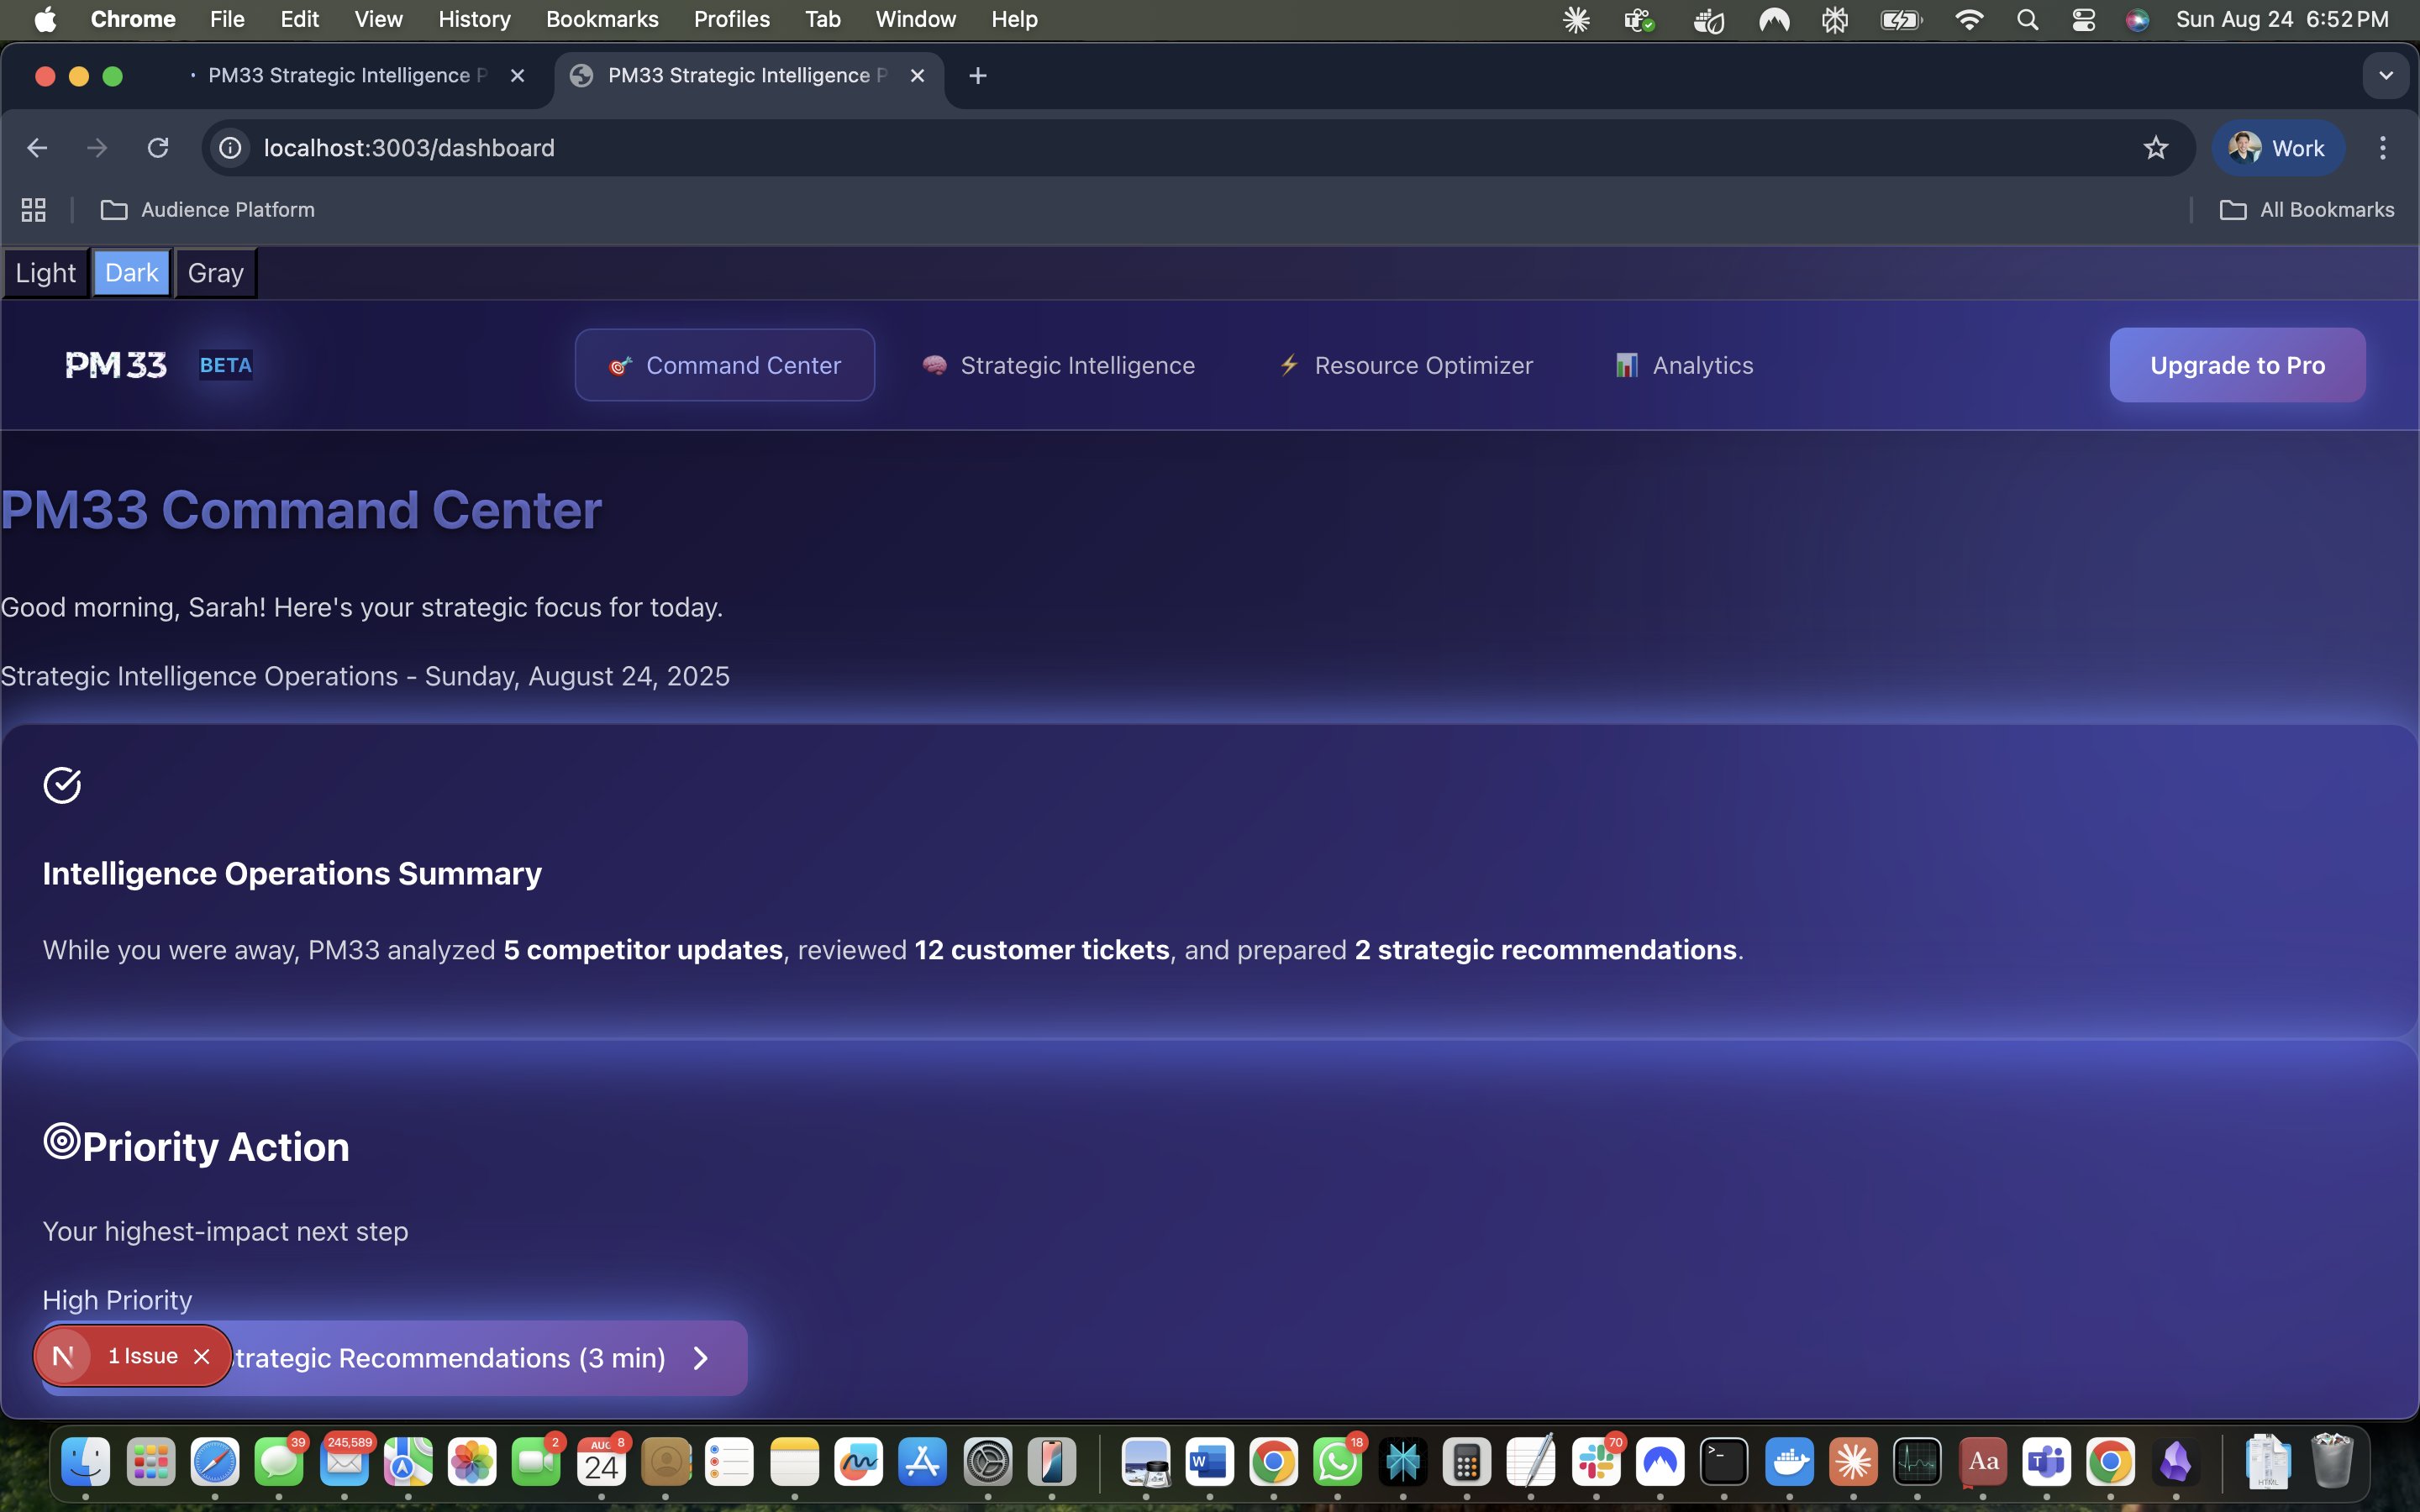 Chrome File Edit View History Bookmarks Profiles Tab Window Help Sun Aug 24 6:52 PM
PM33 Strategic Intelligence P PM33 Strategic Intelligence P
localhost:3003/dashboard Work
Audience Platform All Bookmarks
Light Dark Gray
PM33 BETA Command Center Strategic Intelligence Resource Optimizer Analytics Upgrade to Pro
PM33 Command Center
Good morning, Sarah! Here's your strategic focus for today.
Strategic Intelligence Operations - Sunday, August 24, 2025
Intelligence Operations Summary
While you were away, PM33 analyzed 5 competitor updates, reviewed 12 customer tickets, and prepared 2 strategic recommendations.
Priority Action
Your highest-impact next step
High Priority
N 1 Issue trategic Recommendations (3 min)
39 245,589 2 AUG 8 24 W 18 70 Aa T HTML